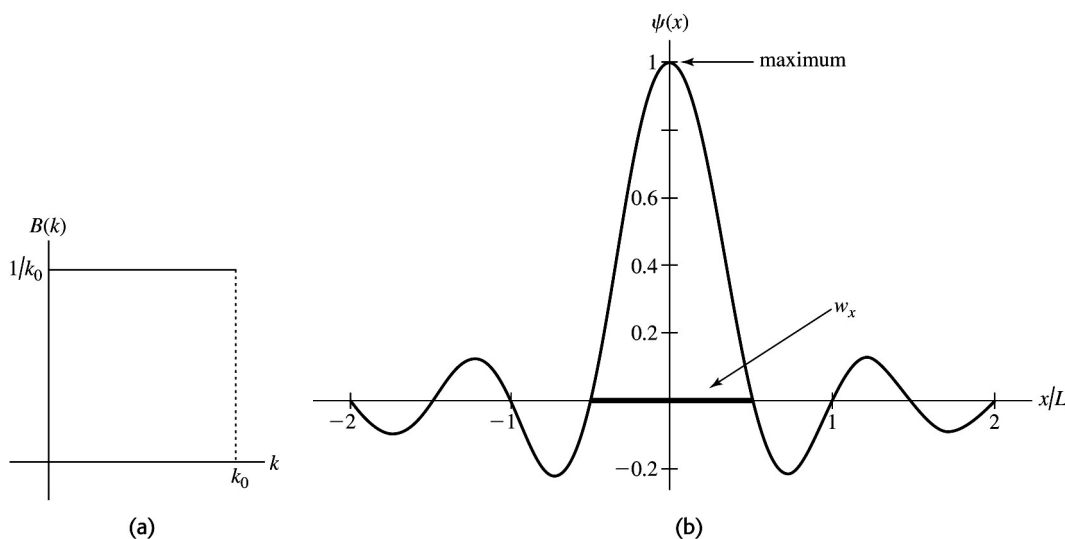 B(k)
1/k₀
k₀
k
(a)
ψ(x)
1
maximum
0.6
0.4
0.2
wₓ
x/L
−2
−1
1
2
−0.2
(b)